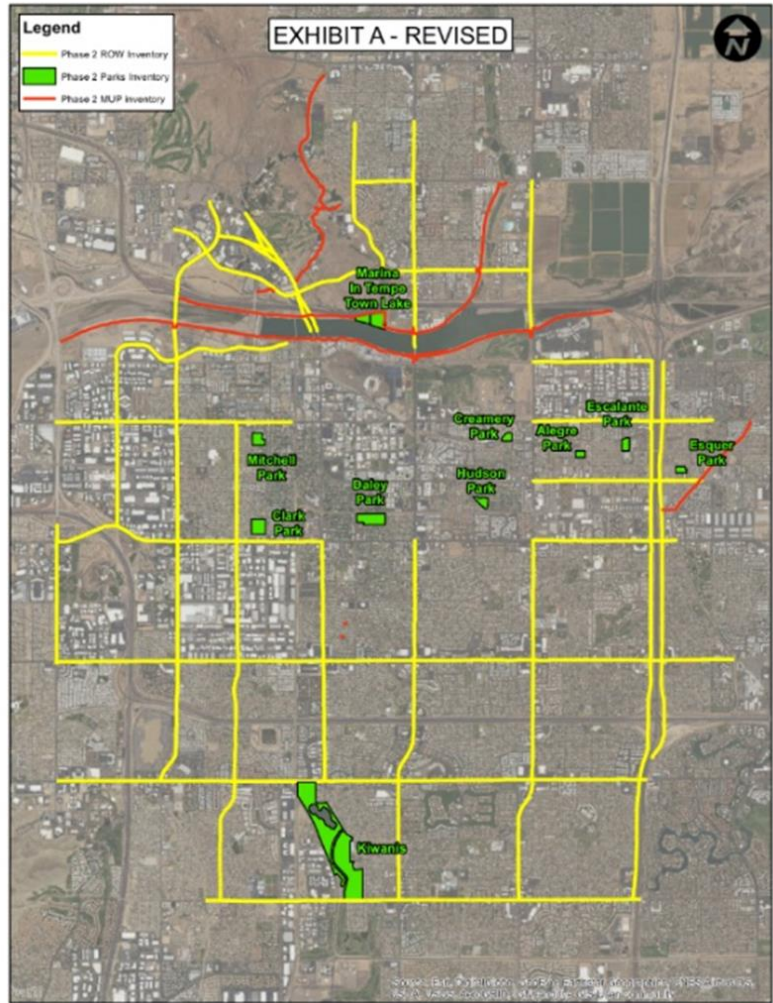 EXHIBIT A - REVISED
Legend
Phase 2 ROW Inventory
Phase 2 Parks Inventory
Phase 2 MUP Inventory
N
Marina
In Tempe
Town Lake
Creamery
Park
Escalante
Park
Alegre
Park
Esquer
Park
Mitchell
Park
Hudson
Park
Daley
Park
Clark
Park
Kiwanis